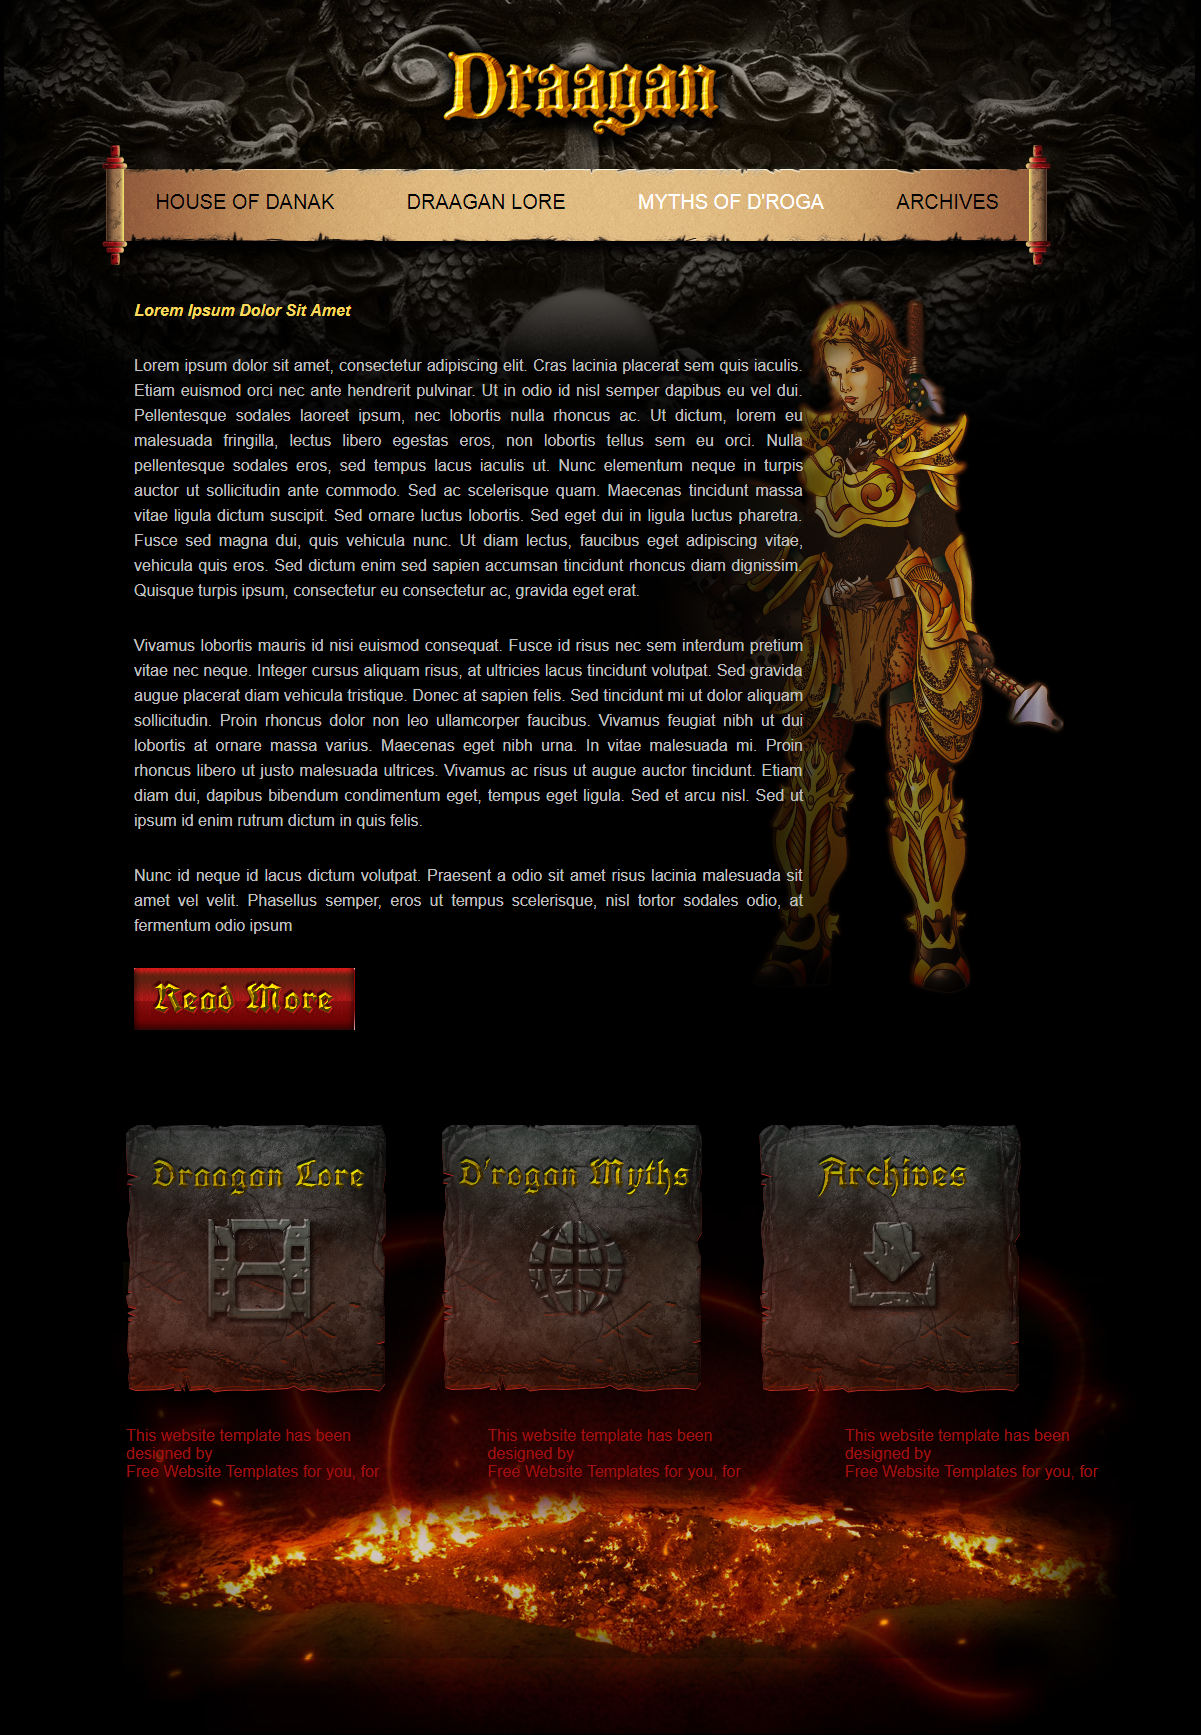 Draagan
HOUSE OF DANAK DRAAGAN LORE MYTHS OF D'ROGA ARCHIVES
Lorem Ipsum Dolor Sit Amet
Lorem ipsum dolor sit amet, consectetur adipiscing elit. Cras lacinia placerat sem quis iaculis.
Etiam euismod orci nec ante hendrerit pulvinar. Ut in odio id nisl semper dapibus eu vel dui.
Pellentesque sodales laoreet ipsum, nec lobortis nulla rhoncus ac. Ut dictum, lorem eu
malesuada fringilla, lectus libero egestas eros, non lobortis tellus sem eu orci. Nulla
pellentesque sodales eros, sed tempus lacus iaculis ut. Nunc elementum neque in turpis
auctor ut sollicitudin ante commodo. Sed ac scelerisque quam. Maecenas tincidunt massa
vitae ligula dictum suscipit. Sed ornare luctus lobortis. Sed eget dui in ligula luctus pharetra.
Fusce sed magna dui, quis vehicula nunc. Ut diam lectus, faucibus eget adipiscing vitae,
vehicula quis eros. Sed dictum enim sed sapien accumsan tincidunt rhoncus diam dignissim.
Quisque turpis ipsum, consectetur eu consectetur ac, gravida eget erat.
Vivamus lobortis mauris id nisi euismod consequat. Fusce id risus nec sem interdum pretium
vitae nec neque. Integer cursus aliquam risus, at ultricies lacus tincidunt volutpat. Sed gravida
augue placerat diam vehicula tristique. Donec at sapien felis. Sed tincidunt mi ut dolor aliquam
sollicitudin. Proin rhoncus dolor non leo ullamcorper faucibus. Vivamus feugiat nibh ut dui
lobortis at ornare massa varius. Maecenas eget nibh urna. In vitae malesuada mi. Proin
rhoncus libero ut justo malesuada ultrices. Vivamus ac risus ut augue auctor tincidunt. Etiam
diam dui, dapibus bibendum condimentum eget, tempus eget ligula. Sed et arcu nisl. Sed ut
ipsum id enim rutrum dictum in quis felis.
Nunc id neque id lacus dictum volutpat. Praesent a odio sit amet risus lacinia malesuada sit
amet vel velit. Phasellus semper, eros ut tempus scelerisque, nisl tortor sodales odio, at
fermentum odio ipsum
Read More
Draagan Lore
D'rogan Myths
Archives
This website template has been
designed by
Free Website Templates for you, for
This website template has been
designed by
Free Website Templates for you, for
This website template has been
designed by
Free Website Templates for you, for